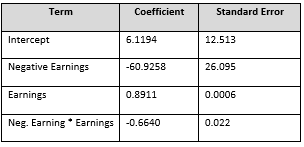 Term Coefficient Standard Error
Intercept 6.1194 12.513
Negative Earnings -60.9258 26.095
Earnings 0.8911 0.0006
Neg. Earning * Earnings -0.6640 0.022